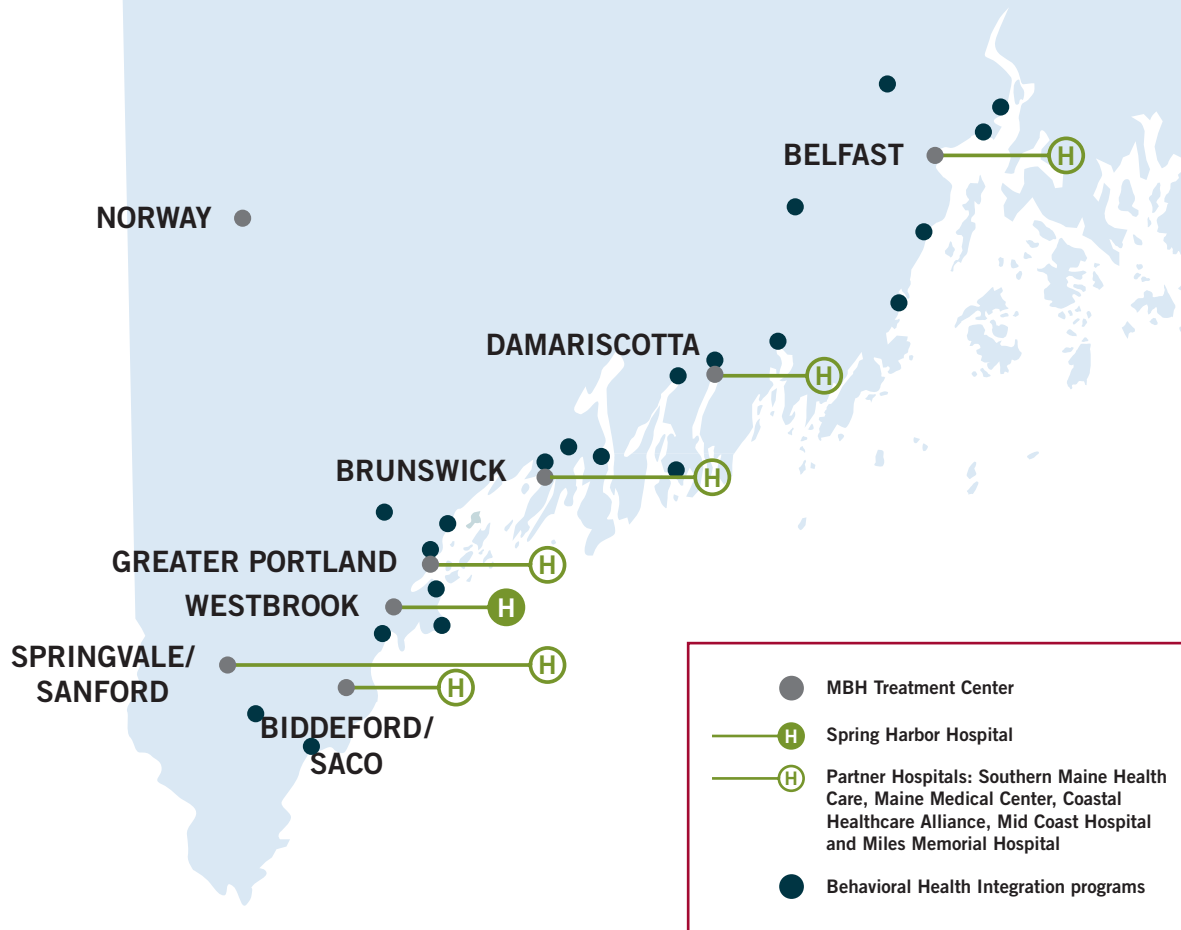 BELFAST
H
NORWAY
DAMARISCOTTA
H
BRUNSWICK
H
GREATER PORTLAND
H
WESTBROOK
H
SPRINGVALE/
SANFORD
H
H
BIDDEFORD/
SACO
MBH Treatment Center
H
Spring Harbor Hospital
H
Partner Hospitals: Southern Maine Health
Care, Maine Medical Center, Coastal
Healthcare Alliance, Mid Coast Hospital
and Miles Memorial Hospital
Behavioral Health Integration programs